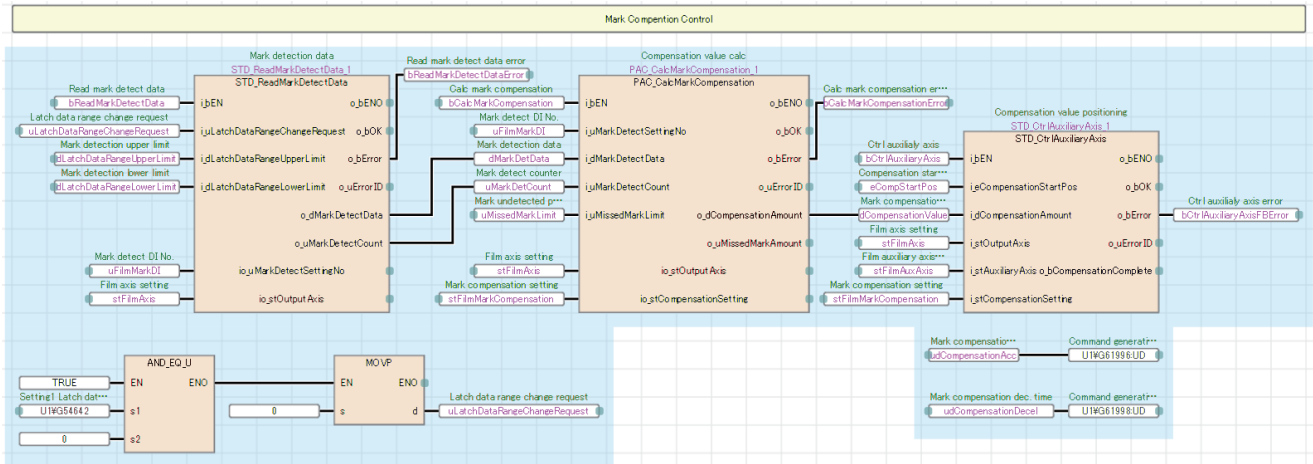 Mark Compention Control
Mark detection data
STD_ReadMarkDetectData_1
STD_ReadMarkDetectData
Read mark detect data
bReadMarkDetectData
i_bEN
o_bENO
Latch data range change request
uLatchDataRangeChangeRequest
i_uLatchDataRangeChangeRequest
o_bOK
Mark detection upper limit
dLatchDataRangeUpperLimit
i_dLatchDataRangeUpperLimit
o_bError
Mark detection lower limit
dLatchDataRangeLowerLimit
i_dLatchDataRangeLowerLimit
o_uErrorID
o_dMarkDetectData
o_uMarkDetectCount
Mark detect DI No.
uFilmMarkDI
io_uMarkDetectSettingNo
Film axis setting
stFilmAxis
io_stOutputAxis
Read mark detect data error
bReadMarkDetectDataError
Compensation value calc
PAC_CalcMarkCompensation_1
PAC_CalcMarkCompensation
Calc mark compensation
bCalcMarkCompensation
i_bEN
o_bENO
Mark detect DI No.
uFilmMarkDI
i_uMarkDetectSettingNo
o_bOK
Mark detection data
dMarkDetData
i_dMarkDetectData
o_bError
Mark detect counter
uMarkDetCount
i_uMarkDetectCount
o_uErrorID
Mark undetected p···
uMissedMarkLimit
i_uMissedMarkLimit
o_dCompensationAmount
o_uMissedMarkAmount
Film axis setting
stFilmAxis
io_stOutputAxis
Mark compensation setting
stFilmMarkCompensation
io_stCompensationSetting
Calc mark compensation er···
bCalcMarkCompensationError
Compensation value positioning
STD_CtrlAuxiliaryAxis_1
STD_CtrlAuxiliaryAxis
Ctrl auxilialy axis
bCtrlAuxiliaryAxis
i_bEN
o_bENO
Compensation star···
eCompStartPos
i_eCompensationStartPos
o_bOK
Mark compensatio···
dCompensationValue
i_dCompensationAmount
o_bError
Film axis setting
stFilmAxis
i_stOutputAxis
o_uErrorID
Film auxiliary axis···
stFilmAuxAxis
i_stAuxiliaryAxis
o_bCompensationComplete
Mark compensation setting
stFilmMarkCompensation
i_stCompensationSetting
Ctrl auxilialy axis error
bCtrlAuxiliaryAxisFBError
AND_EQ_U
TRUE
EN
ENO
Setting1 Latch dat···
U1¥G54642
s1
0
s2
MOVP
EN
ENO
0
s
d
Latch data range change request
uLatchDataRangeChangeRequest
Mark compensatio···
Command generati···
udCompensationAcc
U1¥G61996:UD
Mark compensation dec. time
Command generati···
udCompensationDecel
U1¥G61998:UD